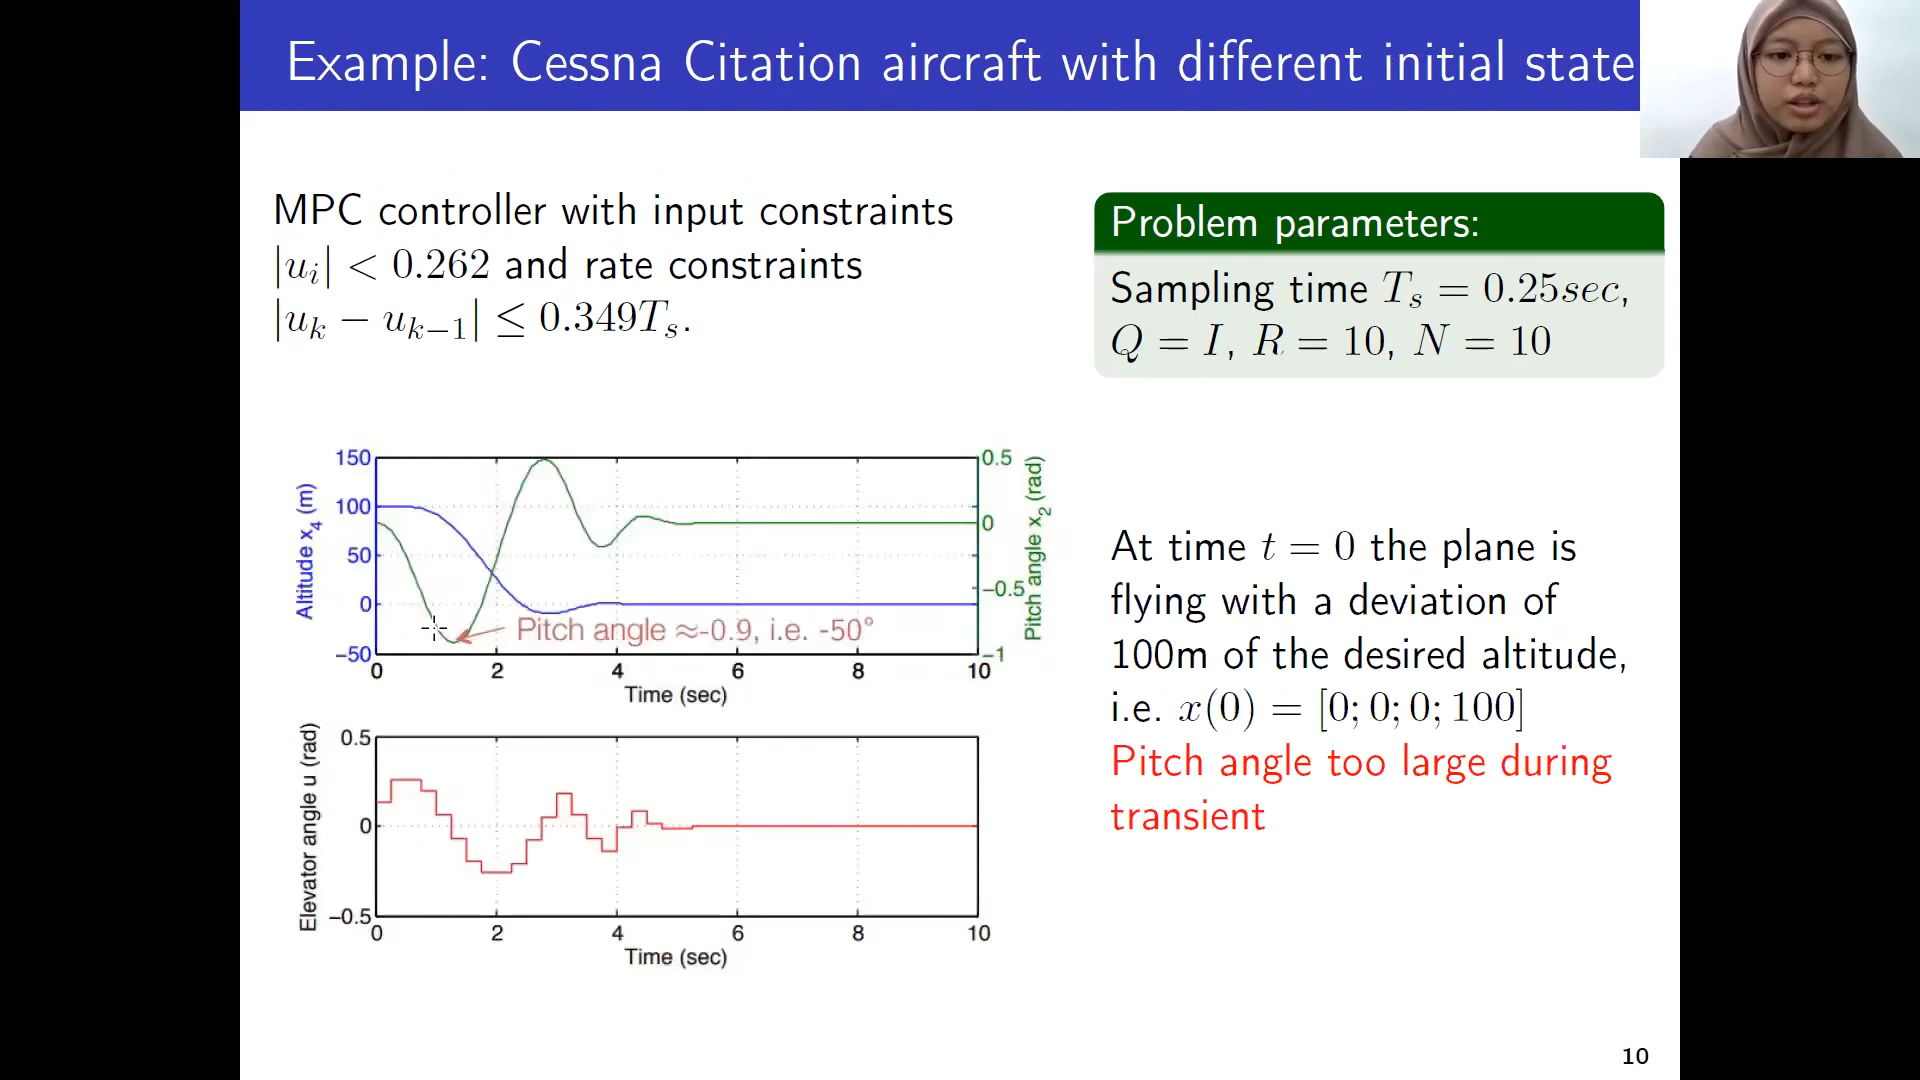 Example: Cessna Citation aircraft with different initial state
MPC controller with input constraints
|u_i| < 0.262 and rate constraints
|u_k − u_{k−1}| ≤ 0.349T_s.
Problem parameters:
Sampling time T_s = 0.25sec,
Q = I, R = 10, N = 10
150
100
50
0
−50
Altitude x_4 (m)
0.5
0
−0.5
−1
Pitch angle x_2 (rad)
Pitch angle ≈-0.9, i.e. -50°
0 2 4 6 8 10
Time (sec)
0.5
0
−0.5
Elevator angle u (rad)
0 2 4 6 8 10
Time (sec)
At time t = 0 the plane is
flying with a deviation of
100m of the desired altitude,
i.e. x(0) = [0; 0; 0; 100]
Pitch angle too large during
transient
10